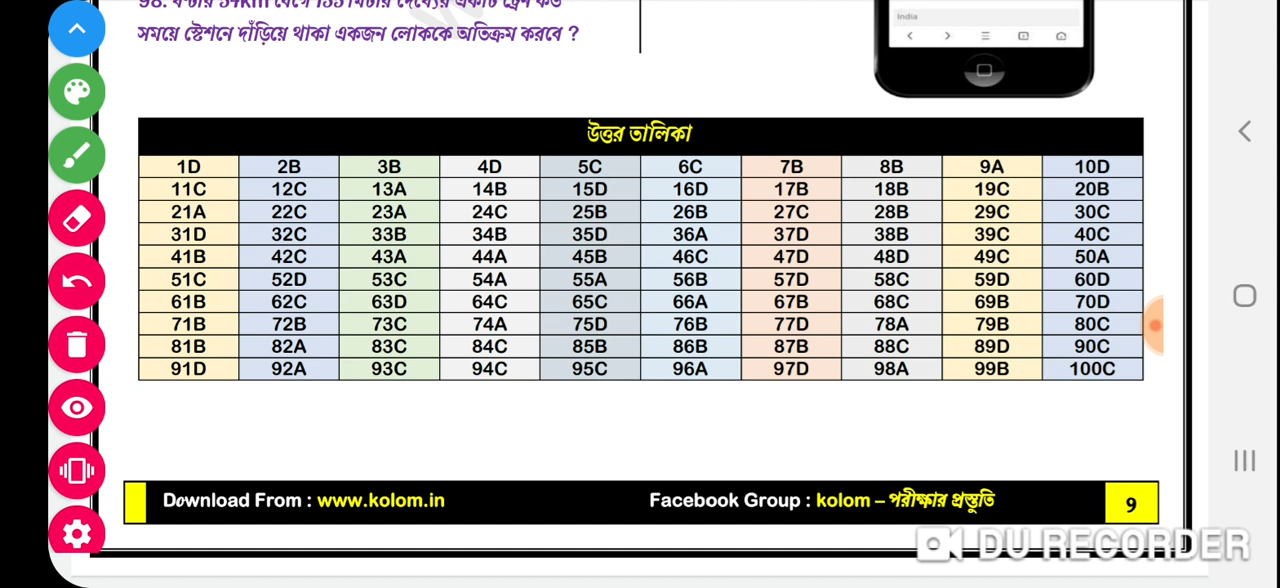 98. ঘণ্টায় 54km বেগে 135 মিটার দৈর্ঘ্যের একটি ট্রেন কত
সময়ে স্টেশনে দাঁড়িয়ে থাকা একজন লোককে অতিক্রম করবে ?
India
উত্তর তালিকা
1D 2B 3B 4D 5C 6C 7B 8B 9A 10D
11C 12C 13A 14B 15D 16D 17B 18B 19C 20B
21A 22C 23A 24C 25B 26B 27C 28B 29C 30C
31D 32C 33B 34B 35D 36A 37D 38B 39C 40C
41B 42C 43A 44A 45B 46C 47D 48D 49C 50A
51C 52D 53C 54A 55A 56B 57D 58C 59D 60D
61B 62C 63D 64C 65C 66A 67B 68C 69B 70D
71B 72B 73C 74A 75D 76B 77D 78A 79B 80C
81B 82A 83C 84C 85B 86B 87B 88C 89D 90C
91D 92A 93C 94C 95C 96A 97D 98A 99B 100C
Download From : www.kolom.in
Facebook Group : kolom – পরীক্ষার প্রস্তুতি
9
DU RECORDER